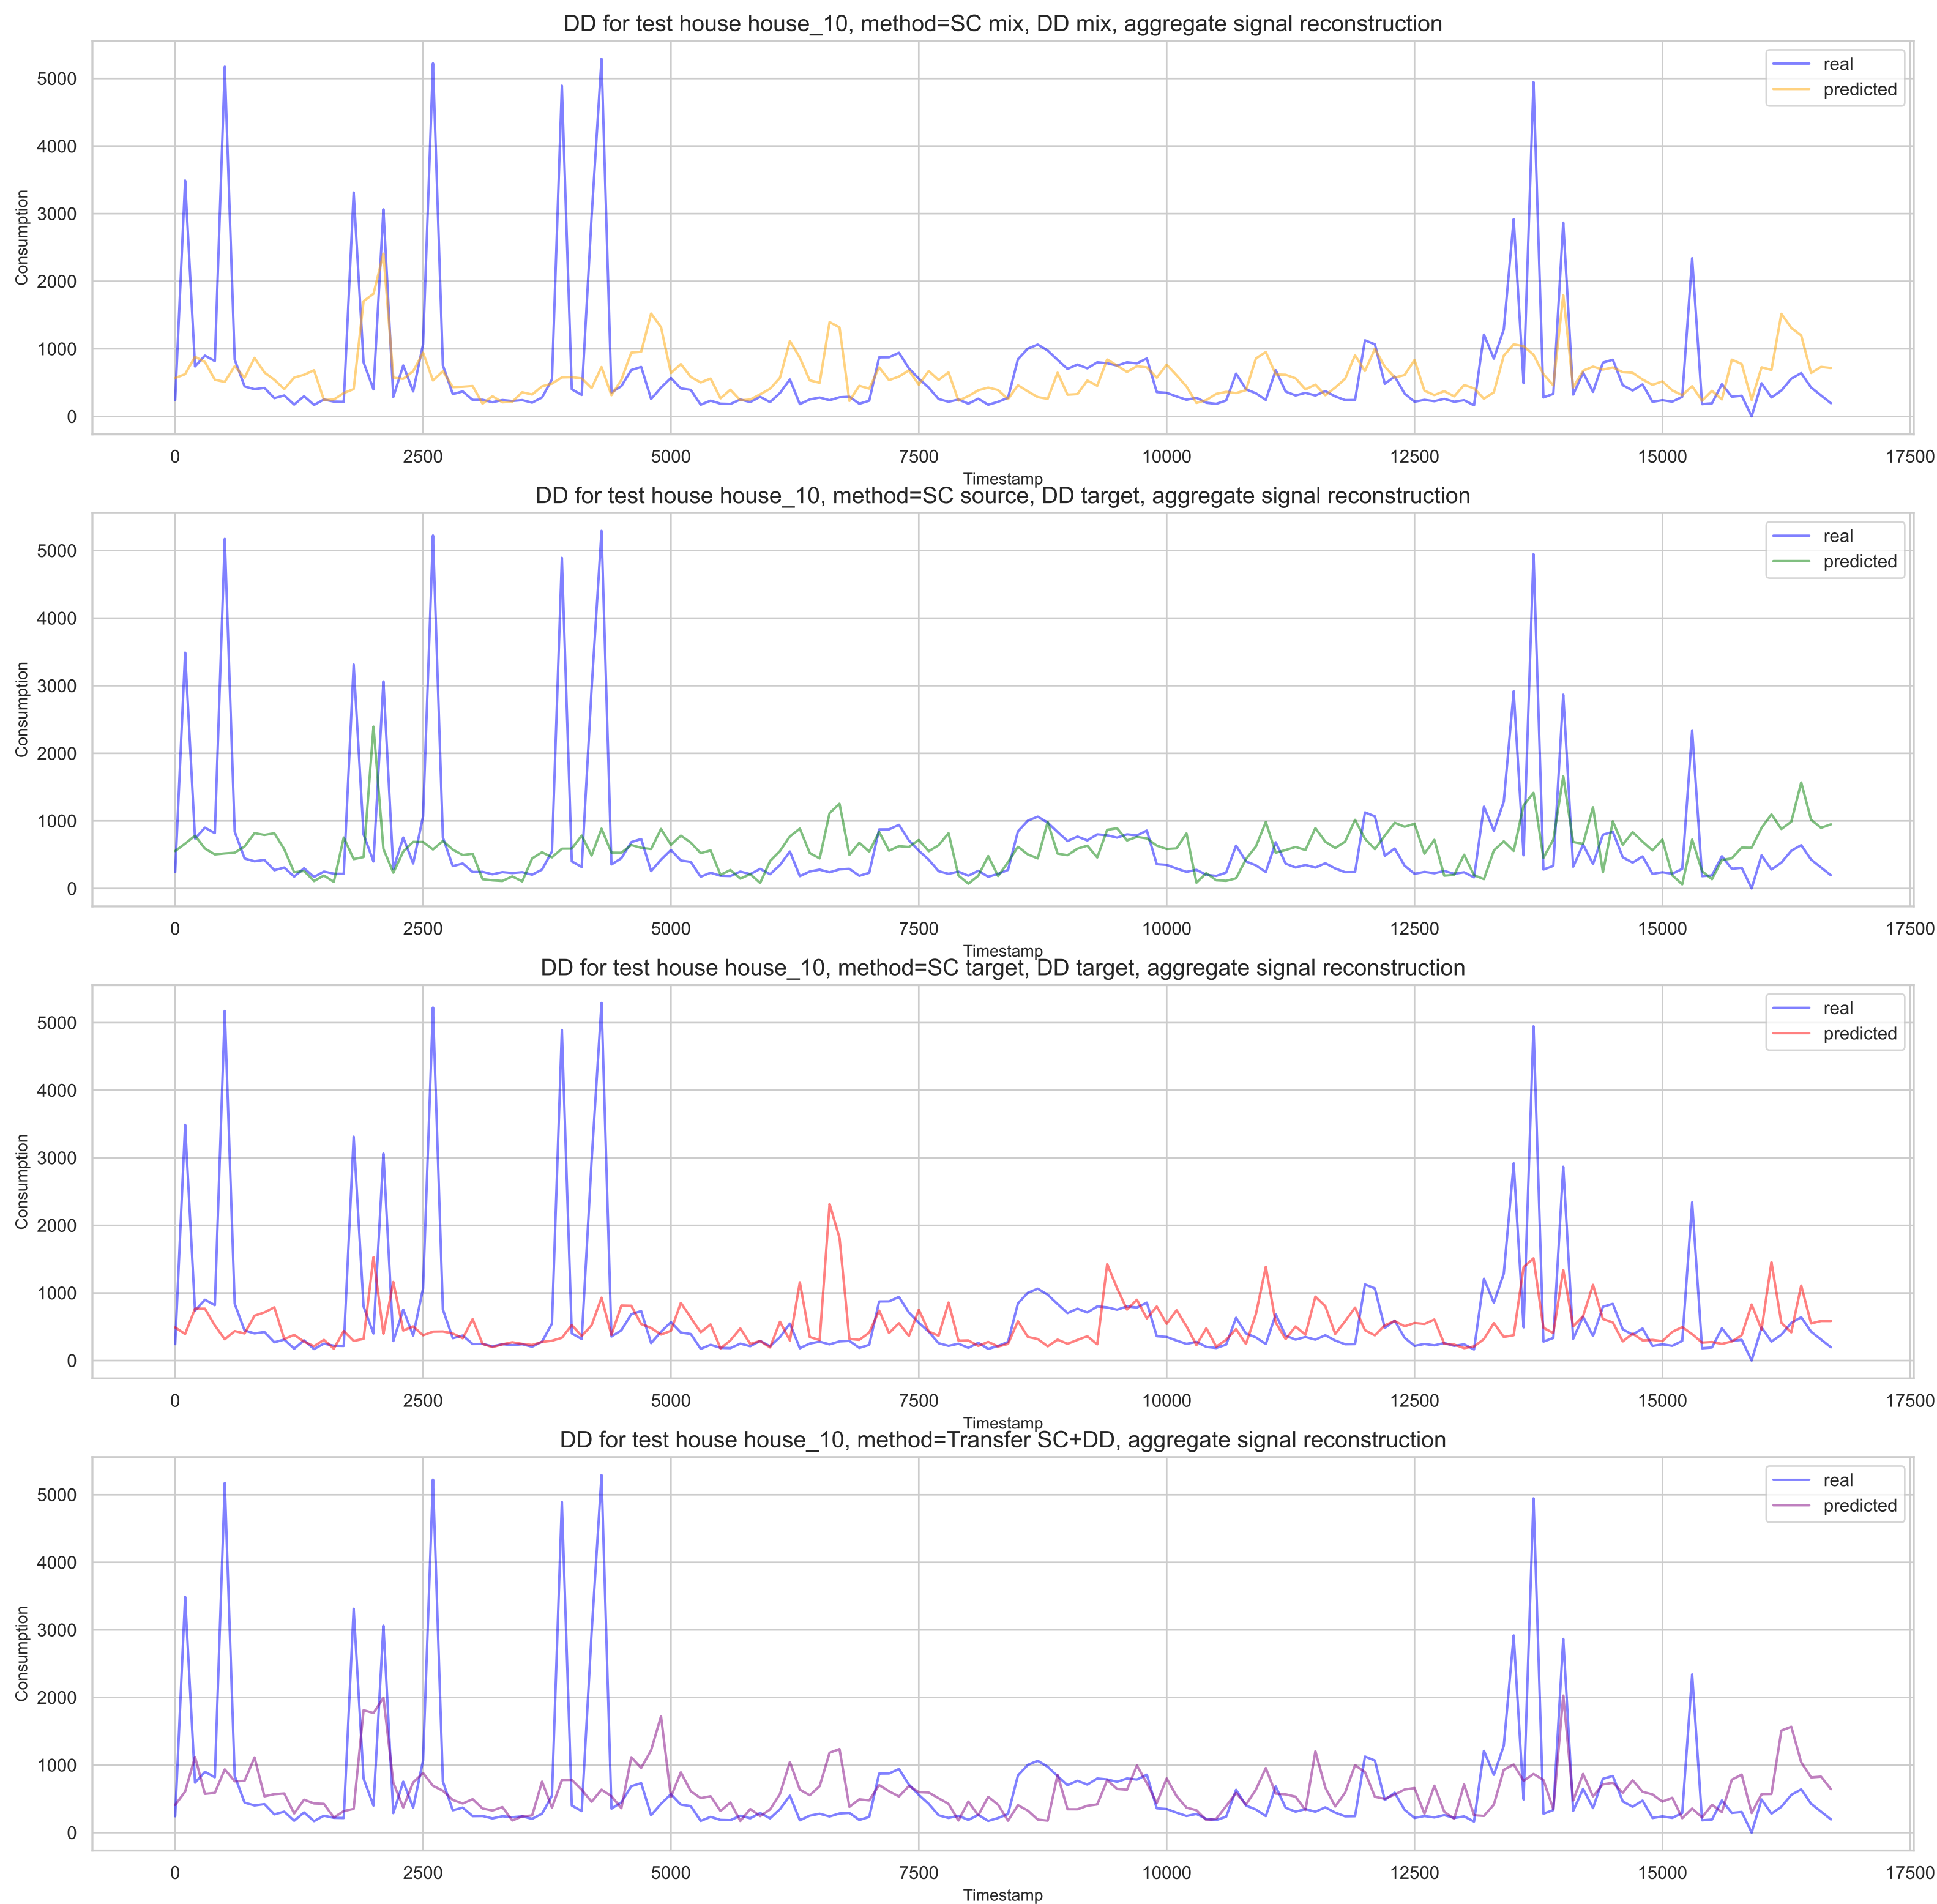 DD for test house house_10, method=SC mix, DD mix, aggregate signal reconstruction
real
predicted
5000
4000
3000
2000
1000
0
Consumption
0 2500 5000 7500 10000 12500 15000 17500
Timestamp
DD for test house house_10, method=SC source, DD target, aggregate signal reconstruction
real
predicted
5000
4000
3000
2000
1000
0
Consumption
0 2500 5000 7500 10000 12500 15000 17500
Timestamp
DD for test house house_10, method=SC target, DD target, aggregate signal reconstruction
real
predicted
5000
4000
3000
2000
1000
0
Consumption
0 2500 5000 7500 10000 12500 15000 17500
Timestamp
DD for test house house_10, method=Transfer SC+DD, aggregate signal reconstruction
real
predicted
5000
4000
3000
2000
1000
0
Consumption
0 2500 5000 7500 10000 12500 15000 17500
Timestamp